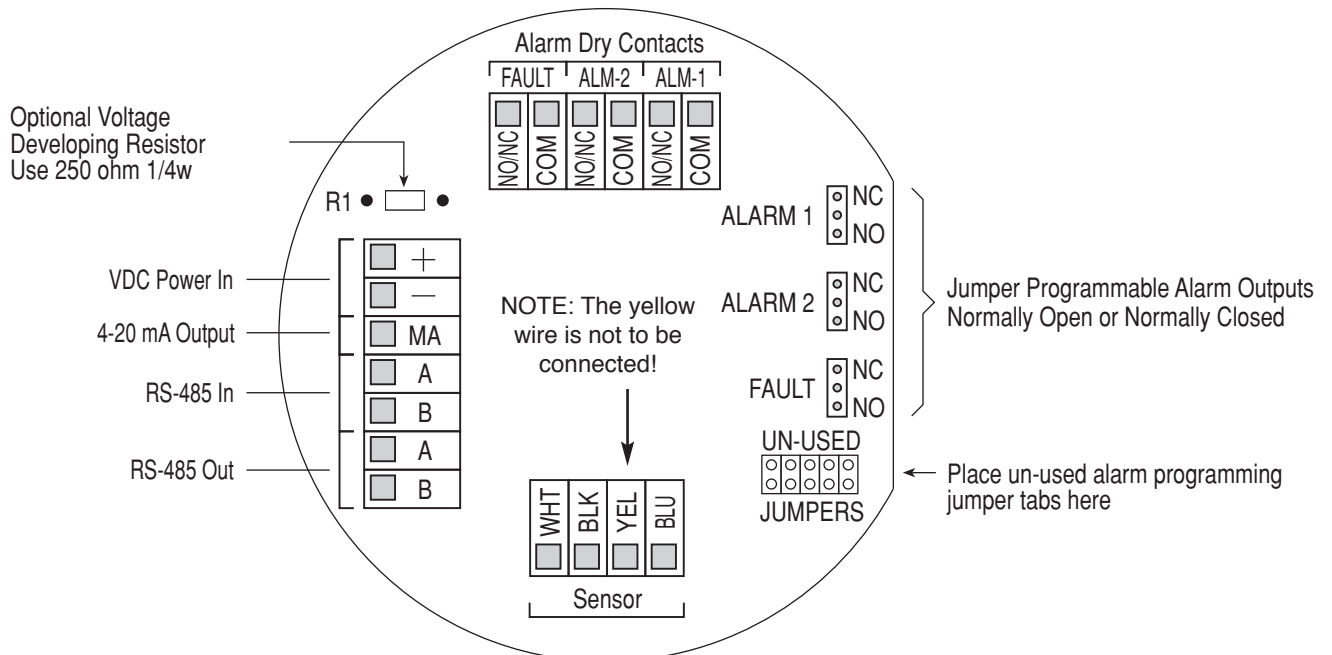 Alarm Dry Contacts
FAULT ALM-2 ALM-1
NO/NC COM NO/NC COM NO/NC COM
Optional Voltage
Developing Resistor
Use 250 ohm 1/4w
R1
VDC Power In
+
—
4-20 mA Output
MA
RS-485 In
A
B
RS-485 Out
A
B
NOTE: The yellow
wire is not to be
connected!
WHT BLK YEL BLU
Sensor
ALARM 1
NC
NO
ALARM 2
NC
NO
FAULT
NC
NO
Jumper Programmable Alarm Outputs
Normally Open or Normally Closed
UN-USED
JUMPERS
Place un-used alarm programming
jumper tabs here